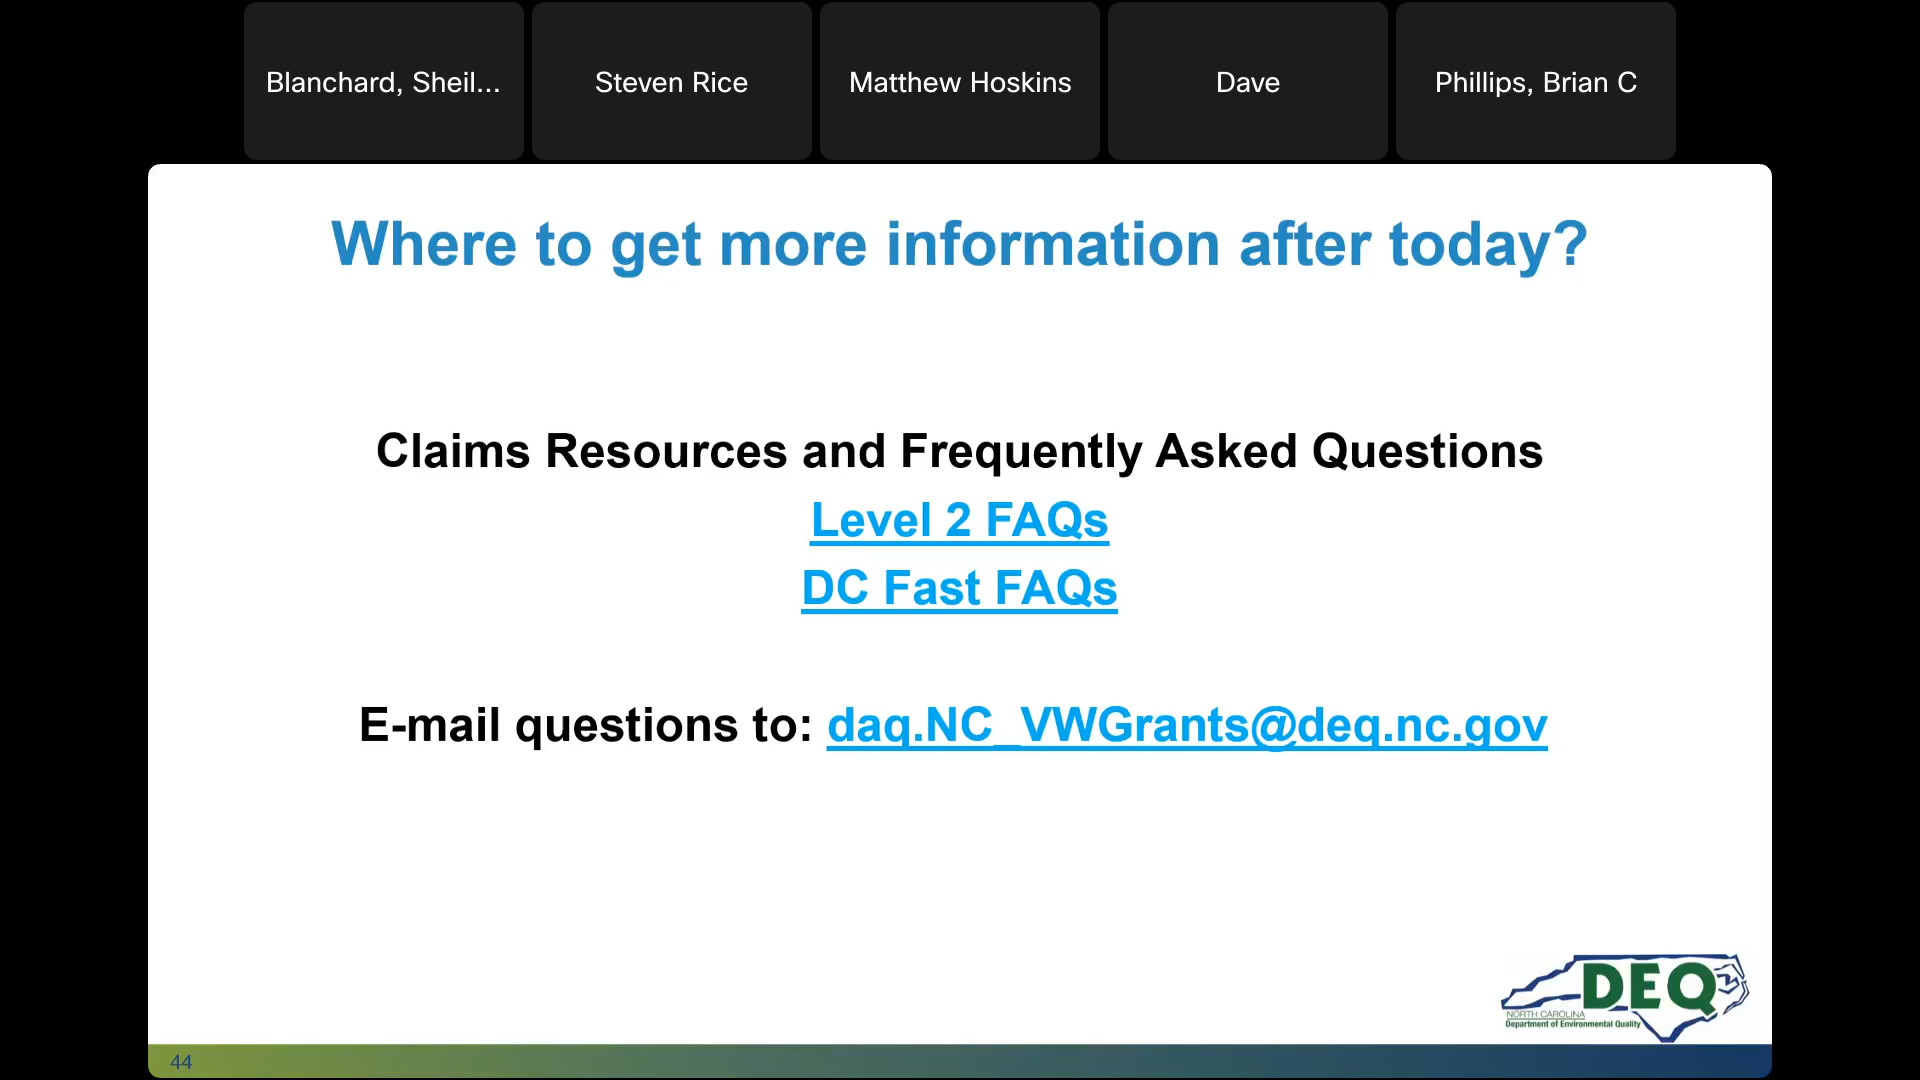 Blanchard, Sheil...
Steven Rice
Matthew Hoskins
Dave
Phillips, Brian C
Where to get more information after today?
Claims Resources and Frequently Asked Questions
Level 2 FAQs
DC Fast FAQs
E-mail questions to: daq.NC_VWGrants@deq.nc.gov
DEQ
NORTH CAROLINA
Department of Environmental Quality
44